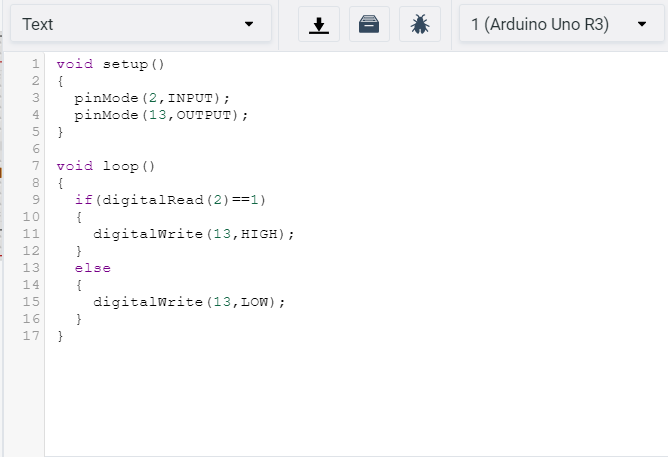 Text 1 (Arduino Uno R3)
1 void setup()
2 {
3   pinMode(2,INPUT);
4   pinMode(13,OUTPUT);
5 }
6
7 void loop()
8 {
9   if(digitalRead(2)==1)
10   {
11     digitalWrite(13,HIGH);
12   }
13   else
14   {
15     digitalWrite(13,LOW);
16   }
17 }